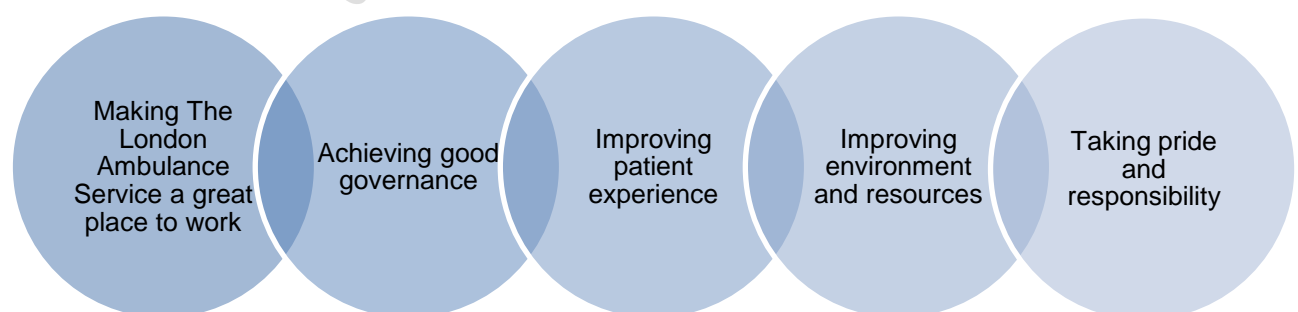 Making The
London
Ambulance
Service a great
place to work
Achieving good
governance
Improving
patient
experience
Improving
environment
and resources
Taking pride
and
responsibility